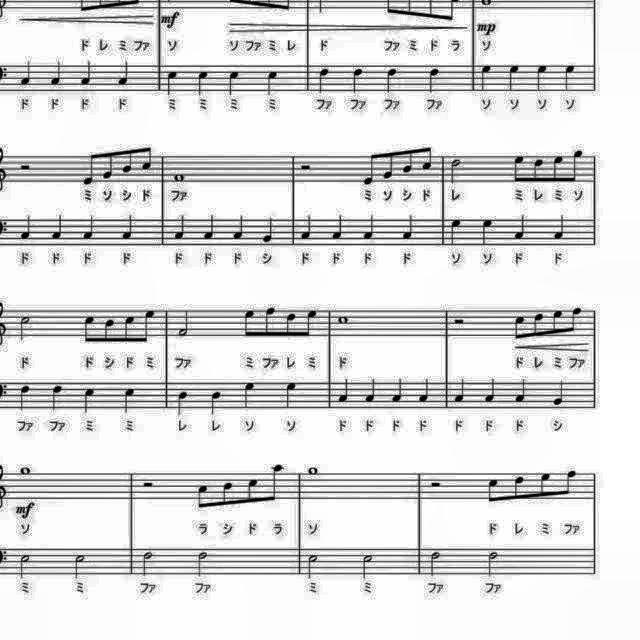 mf
mp
ド レ ミ ファ ソ ソ ファ ミ レ ド ファ ミ ド ラ ソ
ド ド ド ド ミ ミ ミ ミ ファ ファ ファ ファ ソ ソ ソ ソ
ミ ソ シ ド ファ ミ ソ シ ド レ ミ レ ミ ソ
ド ド ド ド ド ド ド シ ド ド ド ド ソ ソ ド ド
ド ド シ ド ミ ファ ミ ファ レ ミ ド ド レ ミ ファ
ファ ファ ミ ミ レ レ ソ ソ ド ド ド ド ド ド ド シ
mf
ソ ラ シ ド ラ ソ ド レ ミ ファ
ミ ミ ファ ファ ミ ミ ファ ファ